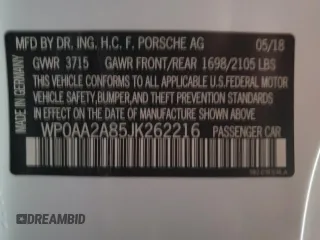 MADE IN GERMANY
MFD BY DR. ING. H.C. F. PORSCHE AG 05/18
GVWR 3715 GAWR FRONT/REAR 1698/2105 LBS
THIS VEHICLE CONFORMS TO ALL APPLICABLE U.S.FEDERAL MOTOR
VEHICLE SAFETY,BUMPER,AND THEFT PREVENTION STANDARDS
IN EFFECT ON THE DATE OF MANUFACTURE SHOWN ABOVE.
WP0AA2A85JK262216 PASSENGER CAR
DREAMBID